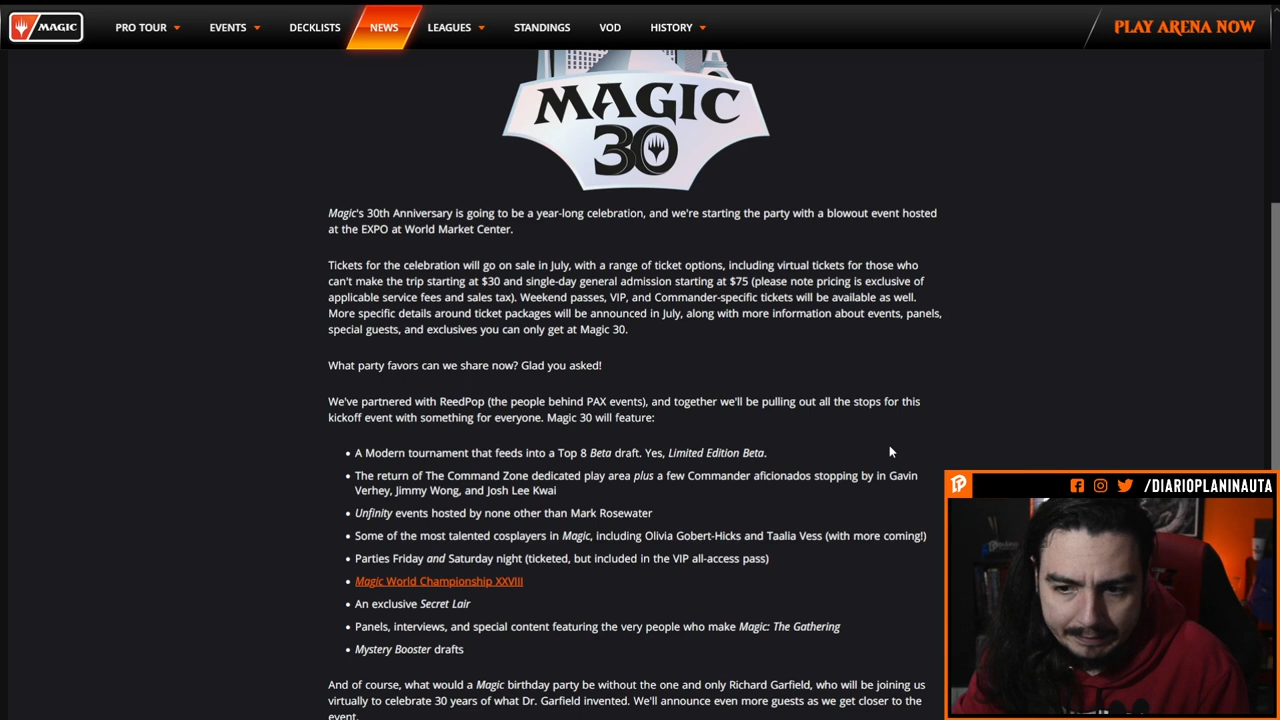 MAGIC
PRO TOUR
EVENTS
DECKLISTS
NEWS
LEAGUES
STANDINGS
VOD
HISTORY
PLAY ARENA NOW
MAGIC
30
Magic's 30th Anniversary is going to be a year-long celebration, and we're starting the party with a blowout event hosted
at the EXPO at World Market Center.
Tickets for the celebration will go on sale in July, with a range of ticket options, including virtual tickets for those who
can't make the trip starting at $30 and single-day general admission starting at $75 (please note pricing is exclusive of
applicable service fees and sales tax). Weekend passes, VIP, and Commander-specific tickets will be available as well.
More specific details around ticket packages will be announced in July, along with more information about events, panels,
special guests, and exclusives you can only get at Magic 30.
What party favors can we share now? Glad you asked!
We've partnered with ReedPop (the people behind PAX events), and together we'll be pulling out all the stops for this
kickoff event with something for everyone. Magic 30 will feature:
• A Modern tournament that feeds into a Top 8 Beta draft. Yes, Limited Edition Beta.
• The return of The Command Zone dedicated play area plus a few Commander aficionados stopping by in Gavin
Verhey, Jimmy Wong, and Josh Lee Kwai
• Unfinity events hosted by none other than Mark Rosewater
• Some of the most talented cosplayers in Magic, including Olivia Gobert-Hicks and Taalia Vess (with more coming!)
• Parties Friday and Saturday night (ticketed, but included in the VIP all-access pass)
• Magic World Championship XXVIII
• An exclusive Secret Lair
• Panels, interviews, and special content featuring the very people who make Magic: The Gathering
• Mystery Booster drafts
And of course, what would a Magic birthday party be without the one and only Richard Garfield, who will be joining us
virtually to celebrate 30 years of what Dr. Garfield invented. We'll announce even more guests as we get closer to the
event.
/DIARIOPLANINAUTA